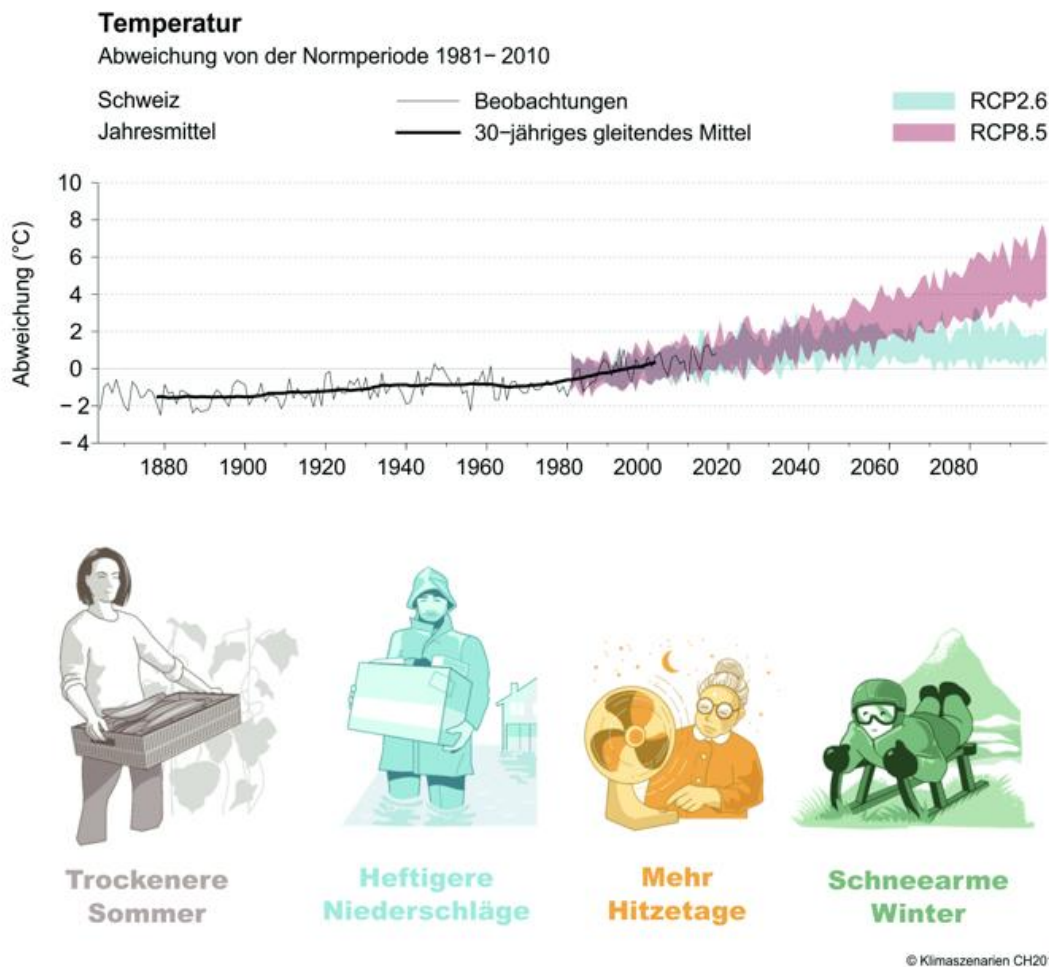 Temperatur
Abweichung von der Normperiode 1981–2010
Schweiz
Jahresmittel
Beobachtungen
30-jähriges gleitendes Mittel
RCP2.6
RCP8.5
Abweichung (°C)
10
8
6
4
2
0
−2
−4
1880 1900 1920 1940 1960 1980 2000 2020 2040 2060 2080
Trockenere
Sommer
Heftigere
Niederschläge
Mehr
Hitzetage
Schneearme
Winter
© Klimaszenarien CH20